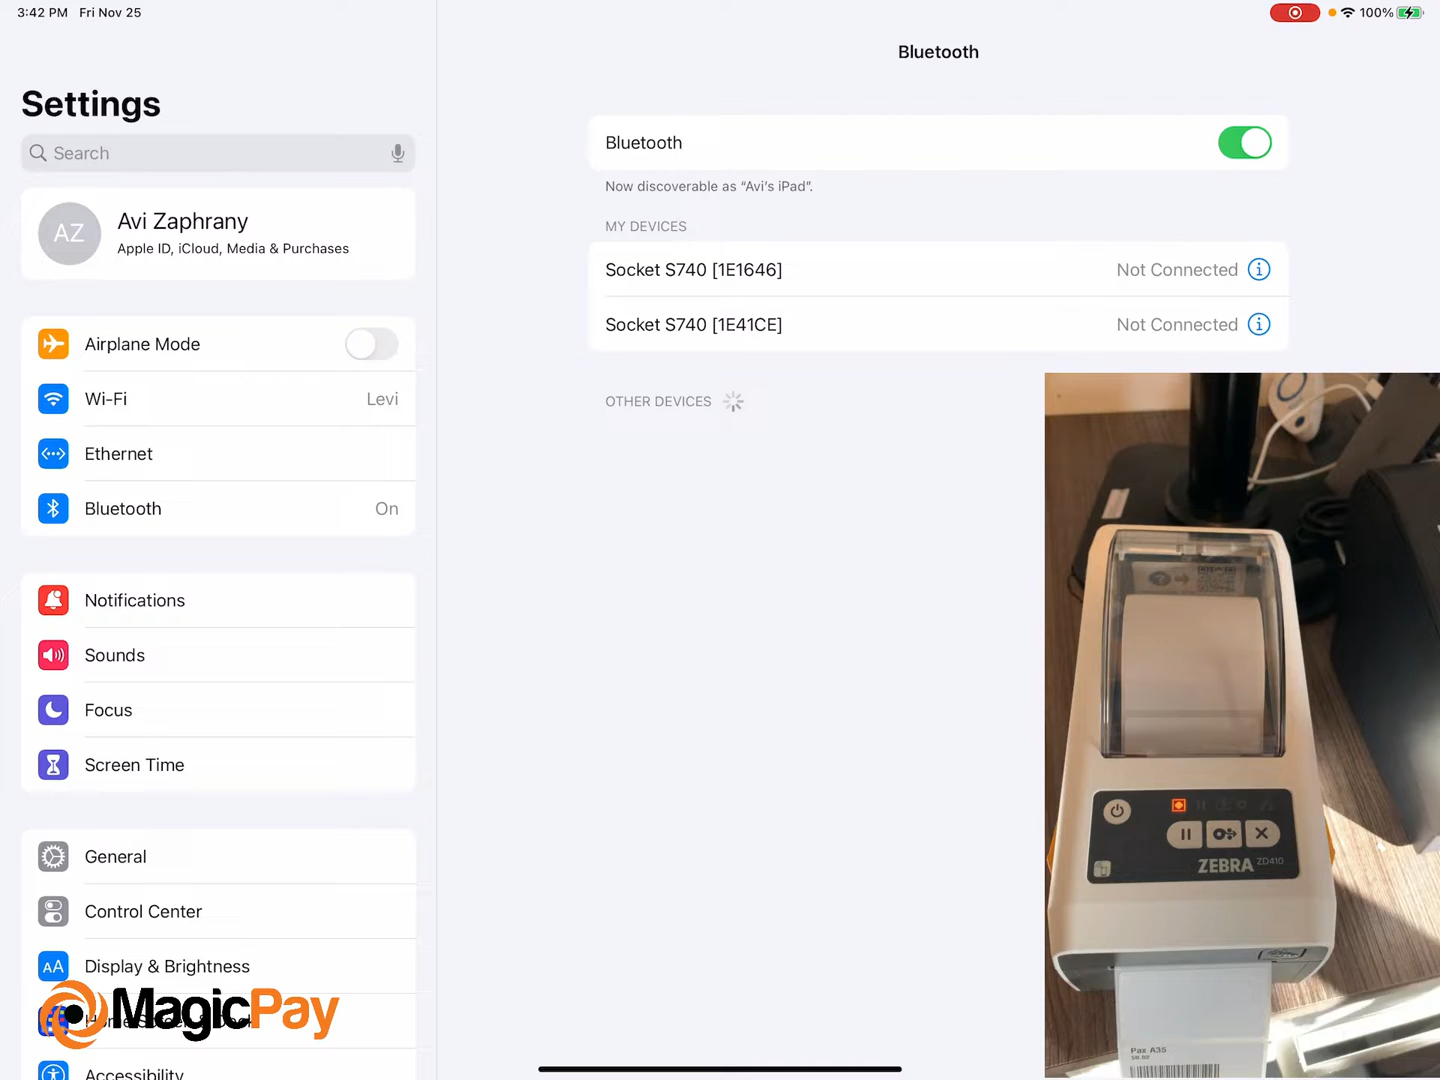 3:42 PM Fri Nov 25
100%
Settings
Search
AZ
Avi Zaphrany
Apple ID, iCloud, Media & Purchases
Airplane Mode
Wi-Fi
Levi
Ethernet
Bluetooth
On
Notifications
Sounds
Focus
Screen Time
General
Control Center
AA
Display & Brightness
MagicPay
Accessibility
Bluetooth
Bluetooth
Now discoverable as “Avi’s iPad”.
MY DEVICES
Socket S740 [1E1646]
Not Connected
Socket S740 [1E41CE]
Not Connected
OTHER DEVICES
ZEBRA ZD410
Pax A35